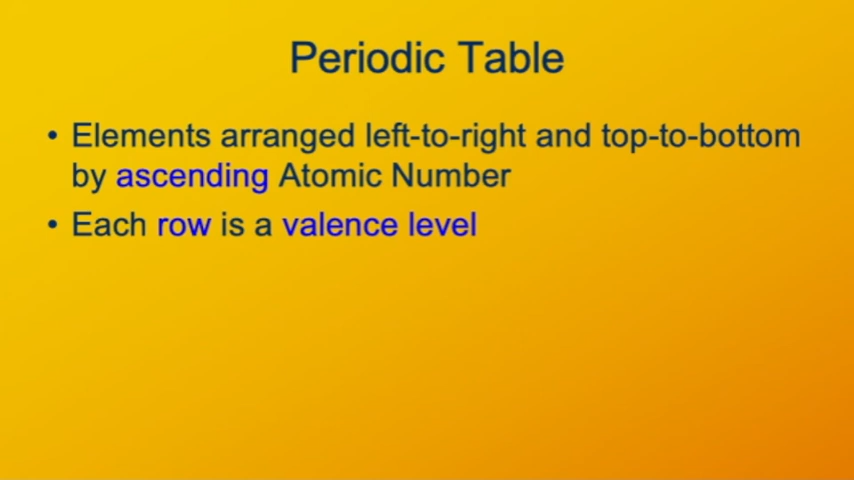 Periodic Table
• Elements arranged left-to-right and top-to-bottom
by ascending Atomic Number
• Each row is a valence level